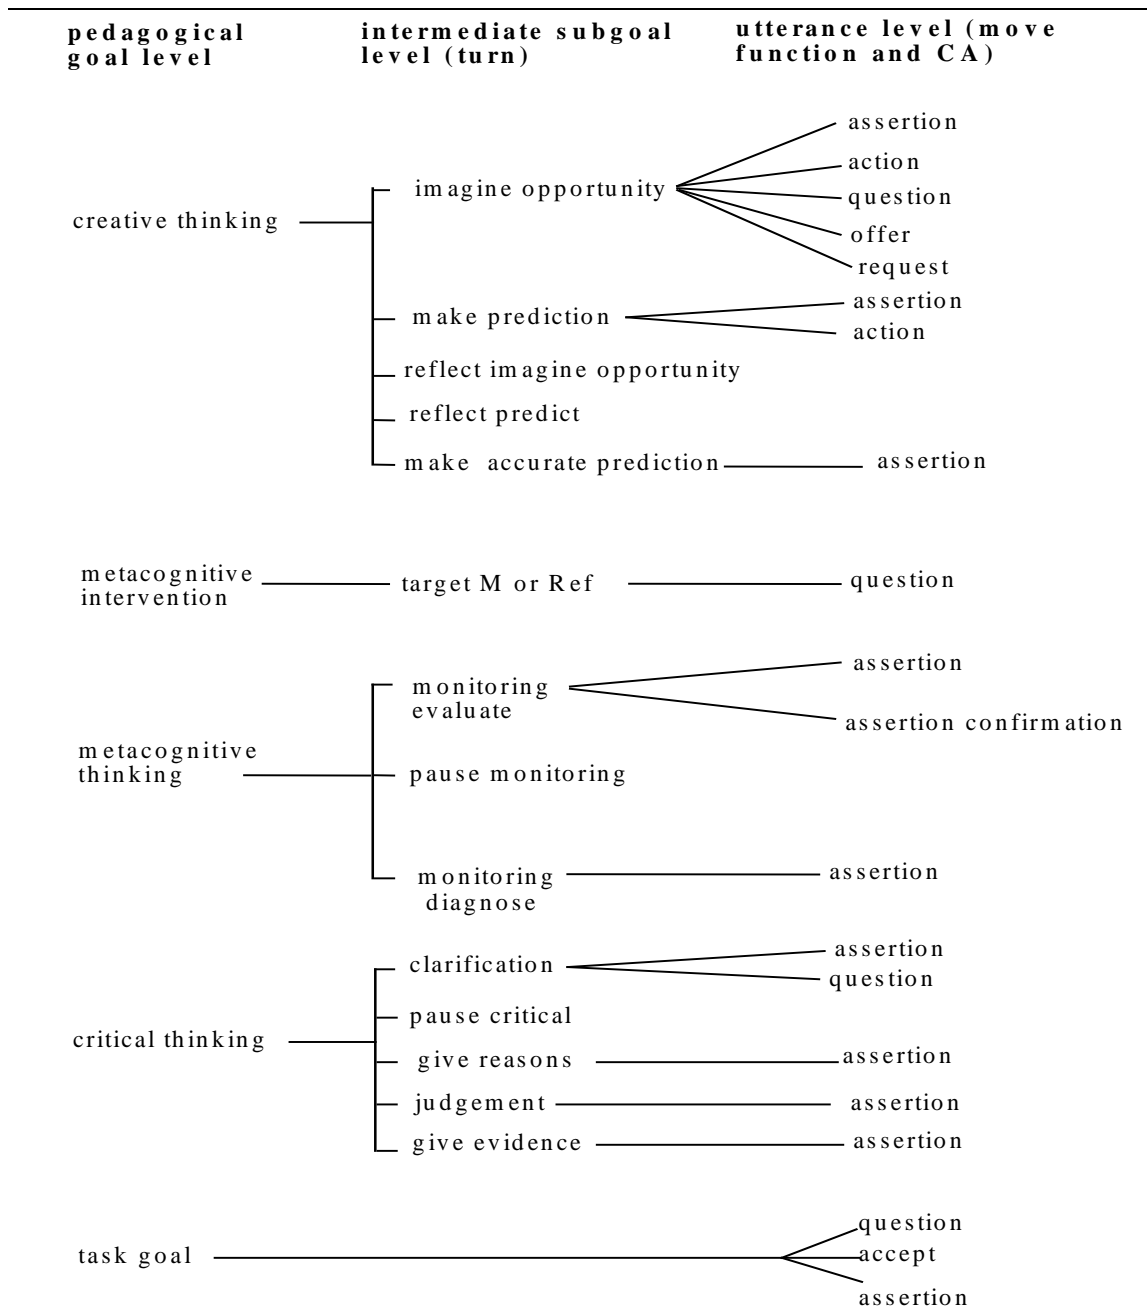 pedagogical goal level
intermediate subgoal level (turn)
utterance level (move function and CA)
assertion
action
imagine opportunity
question
creative thinking
offer
request
assertion
make prediction
action
reflect imagine opportunity
reflect predict
make accurate prediction
assertion
metacognitive intervention
target M or Ref
question
assertion
monitoring evaluate
assertion confirmation
metacognitive thinking
pause monitoring
monitoring diagnose
assertion
assertion
clarification
question
pause critical
critical thinking
give reasons
assertion
judgement
assertion
give evidence
assertion
question
task goal
accept
assertion